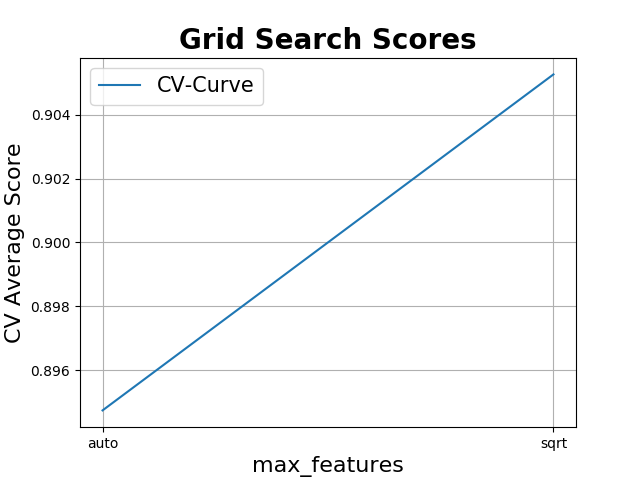 Grid Search Scores
CV-Curve
CV Average Score
0.904
0.902
0.900
0.898
0.896
auto
sqrt
max_features